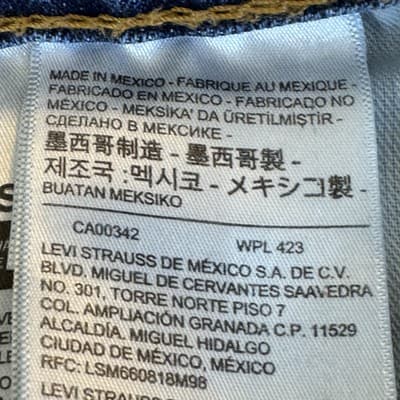 MADE IN MEXICO - FABRIQUE AU MEXIQUE -
FABRICADO EN MEXICO - FABRICADO NO
MÉXICO - MEKSİKA' DA ÜRETİLMİŞTİR -
СДЕЛАНО В МЕКСИКЕ -
墨西哥制造 - 墨西哥製 -
제조국 :멕시코 - メキシコ製 -
BUATAN MEKSIKO
CA00342 WPL 423
LEVI STRAUSS DE MÉXICO S.A. DE C.V.
BLVD. MIGUEL DE CERVANTES SAAVEDRA
NO. 301, TORRE NORTE PISO 7
COL. AMPLIACIÓN GRANADA C.P. 11529
ALCALDÍA. MIGUEL HIDALGO
CIUDAD DE MÉXICO, MÉXICO
RFC: LSM660818M98
LEVI STRAUSS